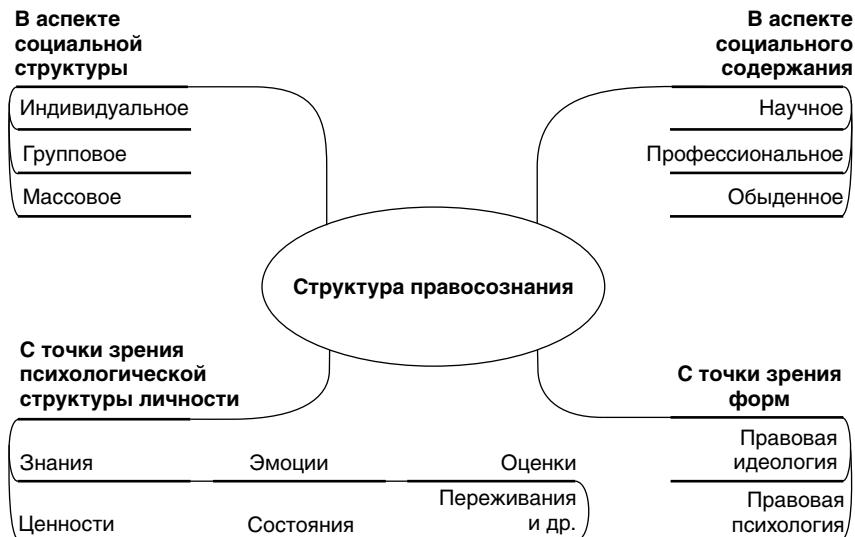 В аспекте
социальной
структуры
Индивидуальное
Групповое
Массовое
В аспекте
социального
содержания
Научное
Профессиональное
Обыденное
Структура правосознания
С точки зрения
психологической
структуры личности
Знания
Эмоции
Оценки
Ценности
Состояния
Переживания
и др.
С точки зрения
форм
Правовая
идеология
Правовая
психология